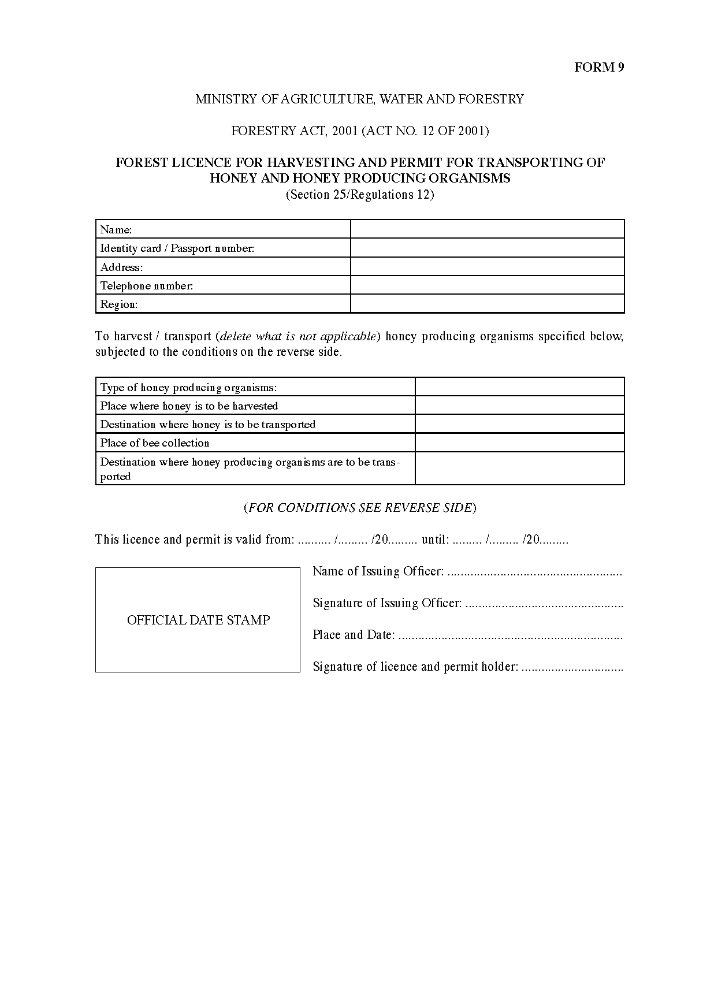 FORM 9
MINISTRY OF AGRICULTURE, WATER AND FORESTRY
FORESTRY ACT, 2001 (ACT NO. 12 OF 2001)
FOREST LICENCE FOR HARVESTING AND PERMIT FOR TRANSPORTING OF
HONEY AND HONEY PRODUCING ORGANISMS
(Section 25/Regulations 12)
Name:
Identity card / Passport number:
Address:
Telephone number:
Region:
To harvest / transport (delete what is not applicable) honey producing organisms specified below,
subjected to the conditions on the reverse side.
Type of honey producing organisms:
Place where honey is to be harvested
Destination where honey is to be transported
Place of bee collection
Destination where honey producing organisms are to be trans-
ported
(FOR CONDITIONS SEE REVERSE SIDE)
This licence and permit is valid from: .......... /......... /20......... until: ......... /......... /20.........
OFFICIAL DATE STAMP
Name of Issuing Officer: .....................................................
Signature of Issuing Officer: ................................................
Place and Date: ....................................................................
Signature of licence and permit holder: ...............................